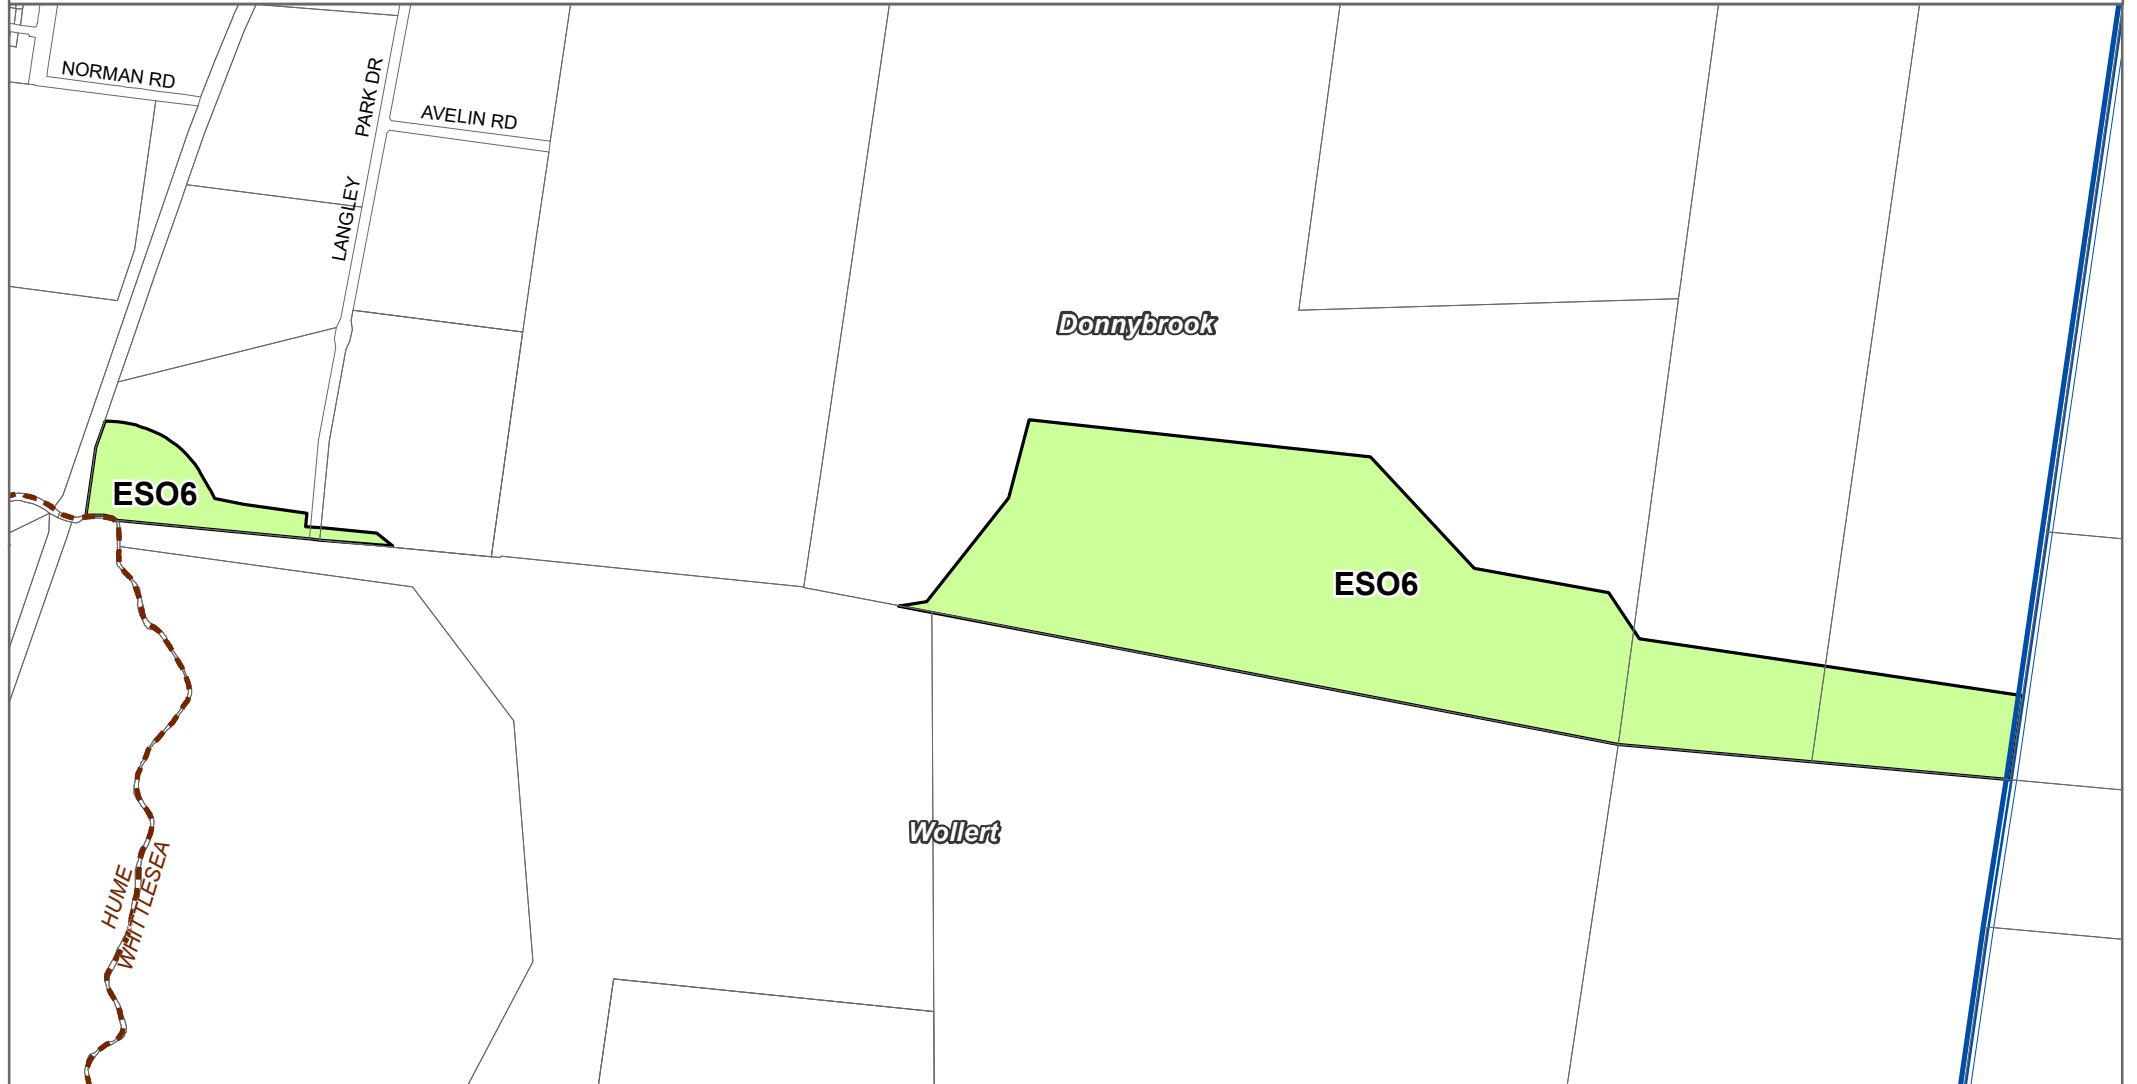 NORMAN RD
LANGLEY PARK DR
AVELIN RD
Donnybrook
ESO6
ESO6
Wollert
HUME
WHITTLESEA